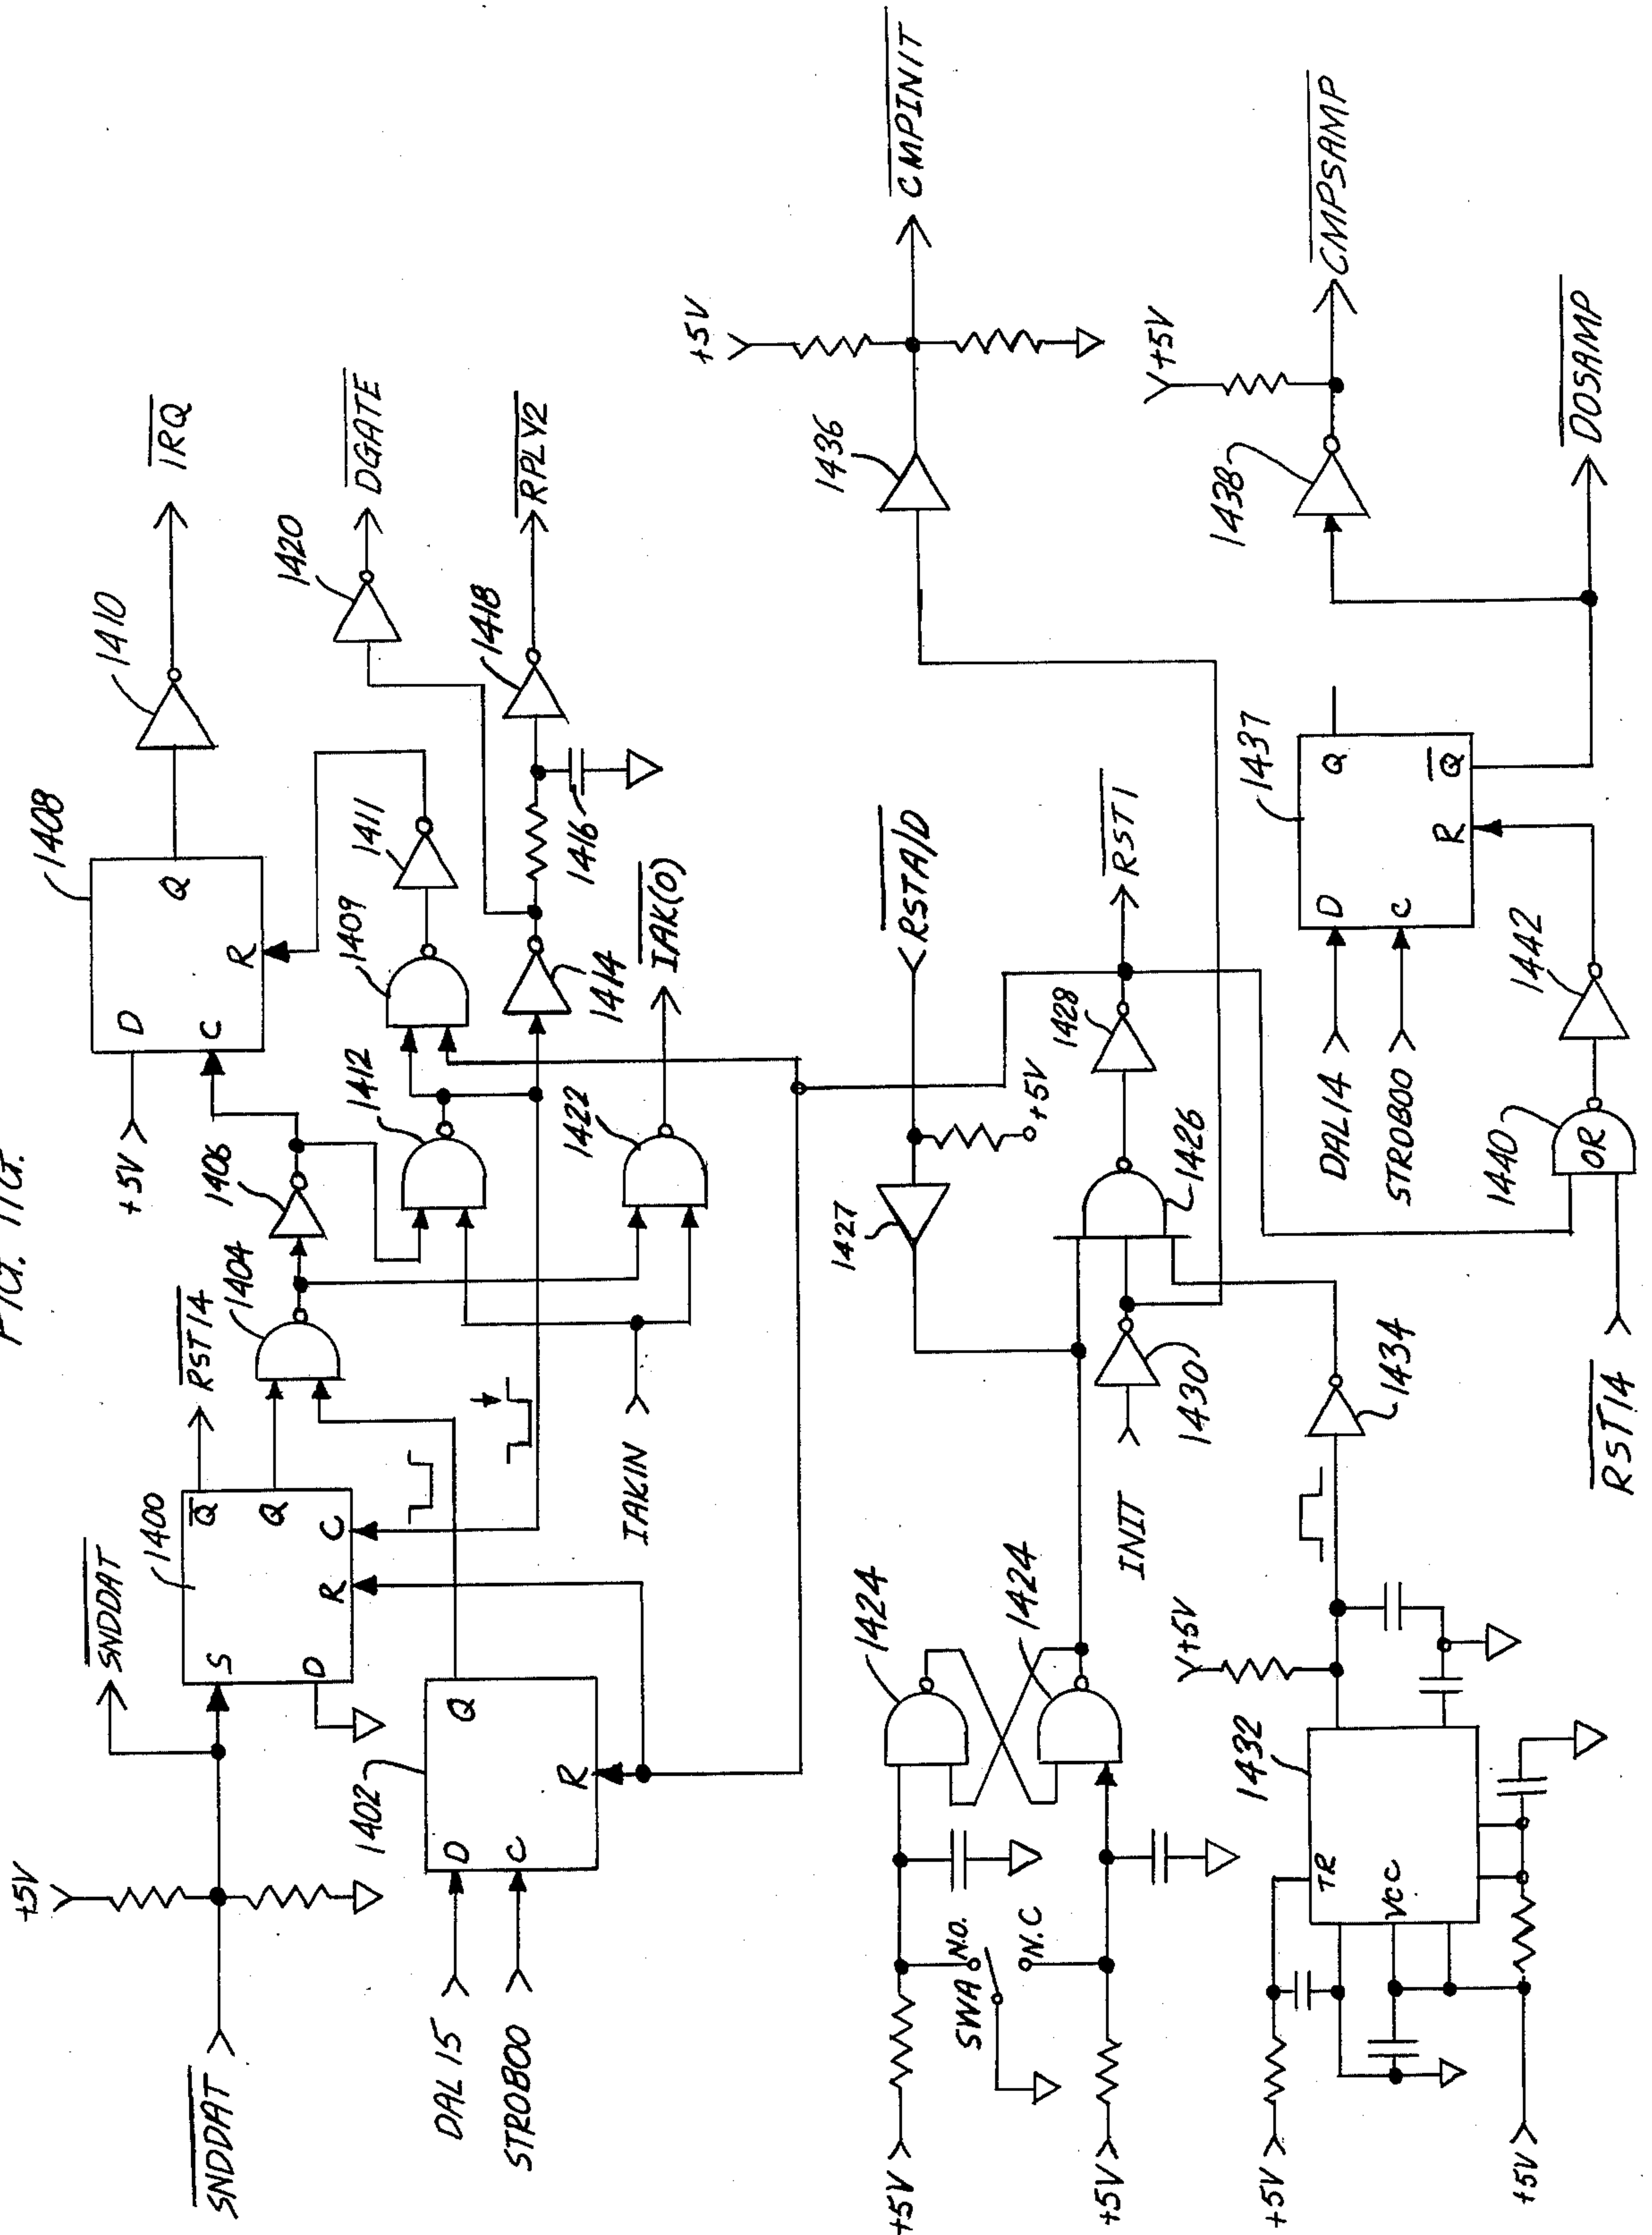 FIG. 11G.
+5V
1408
D
C
Q
R
1410
IRQ
+5V
SNDDAT
SNDDAT
1400
S
D
Q
Q
R
C
RST14
1404
1406
1412
1409
1411
1420
DGATE
1418
RPLY2
1416
1414
1402
D
C
Q
R
DAL 15
STROBOO
IAKIN
1422
IAK(O)
+5V
+5V
SWA
N.O.
N.C
1424
1424
INIT
1430
1427
RSTA/D
+5V
1426
1428
RST1
1436
+5V
CMPINIT
+5V
+5V
1432
TR
VCC
+5V
1434
DAL14
STROBOO
1437
D
C
Q
Q
R
1438
+5V
CMPSAMP
DOSAMP
RST14
1440
OR
1442